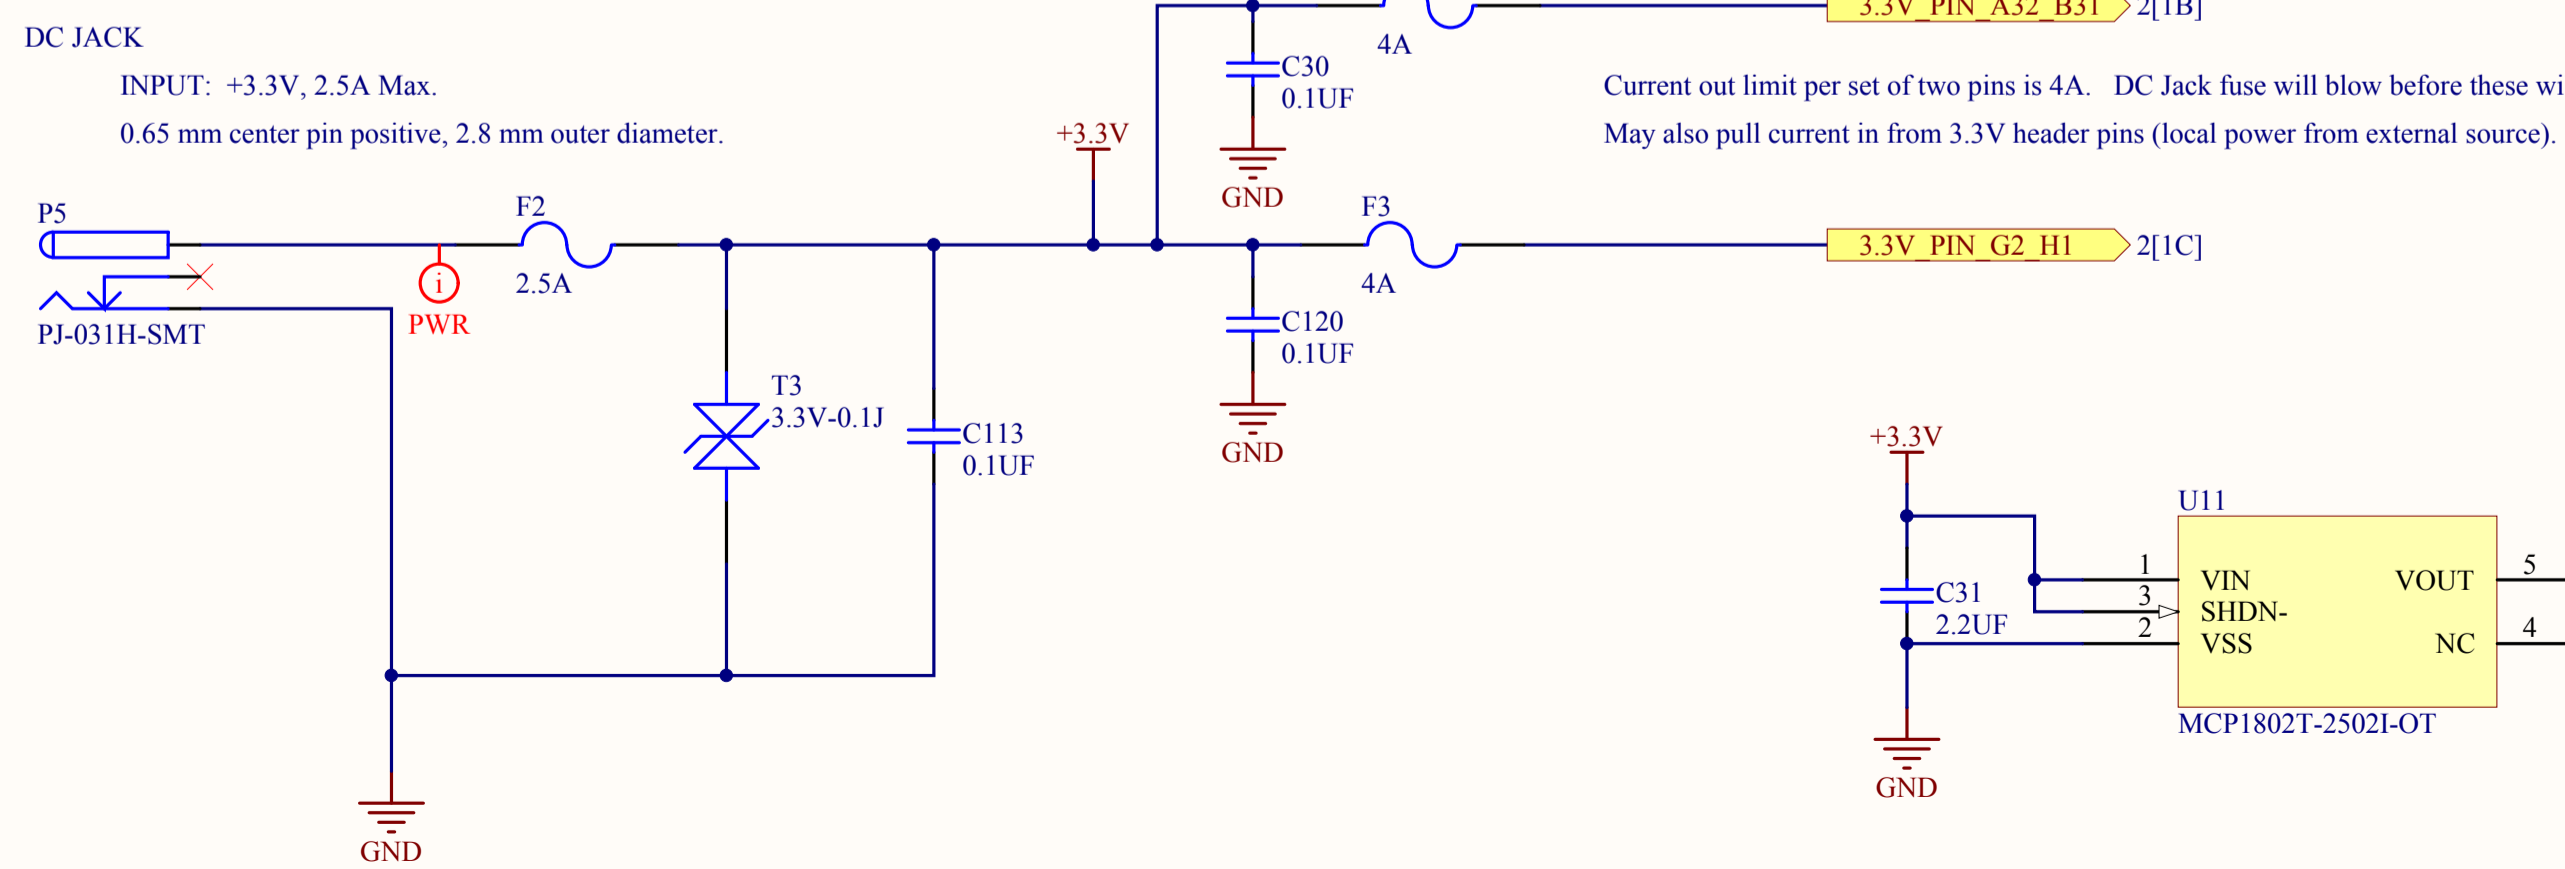 3.3V_PIN_A32_B31
2[1B]
DC JACK
4A
C30
0.1UF
INPUT: +3.3V, 2.5A Max.
0.65 mm center pin positive, 2.8 mm outer diameter.
Current out limit per set of two pins is 4A. DC Jack fuse will blow before these
May also pull current in from 3.3V header pins (local power from external source).
+3.3V
GND
P5
F2
F3
3.3V_PIN_G2_H1
2[1C]
2.5A
4A
i
PWR
PJ-031H-SMT
C120
0.1UF
T3
3.3V-0.1J
C113
0.1UF
GND
+3.3V
U11
1
VIN
VOUT
5
3
SHDN-
C31
2.2UF
2
VSS
NC
4
MCP1802T-2502I-OT
GND
GND